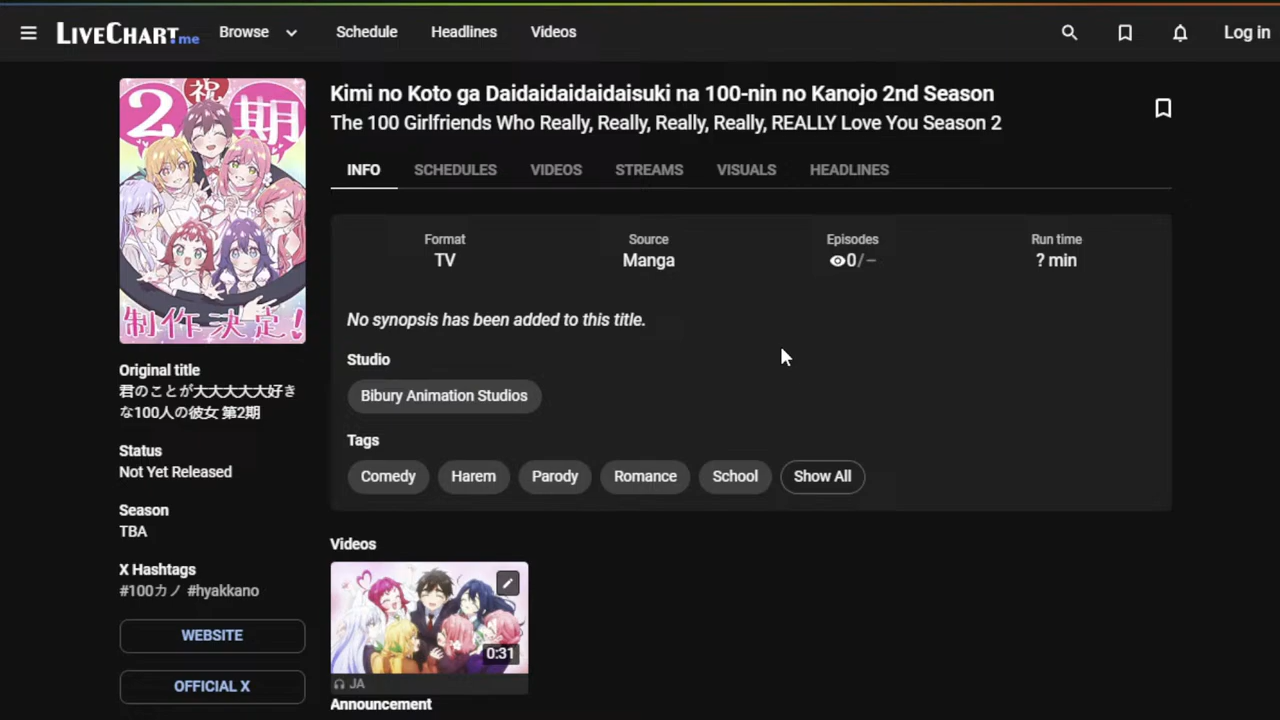 LIVECHART.me
Browse
Schedule
Headlines
Videos
Log in
2 祝 期
制作決定!
Kimi no Koto ga Daidaidaidaidaisuki na 100-nin no Kanojo 2nd Season
The 100 Girlfriends Who Really, Really, Really, Really, REALLY Love You Season 2
INFO
SCHEDULES
VIDEOS
STREAMS
VISUALS
HEADLINES
Format
TV
Source
Manga
Episodes
0/–
Run time
? min
No synopsis has been added to this title.
Studio
Bibury Animation Studios
Tags
Comedy
Harem
Parody
Romance
School
Show All
Original title
君のことが大大大大大好き
な100人の彼女 第2期
Status
Not Yet Released
Season
TBA
X Hashtags
#100カノ #hyakkano
WEBSITE
OFFICIAL X
Videos
0:31
JA
Announcement